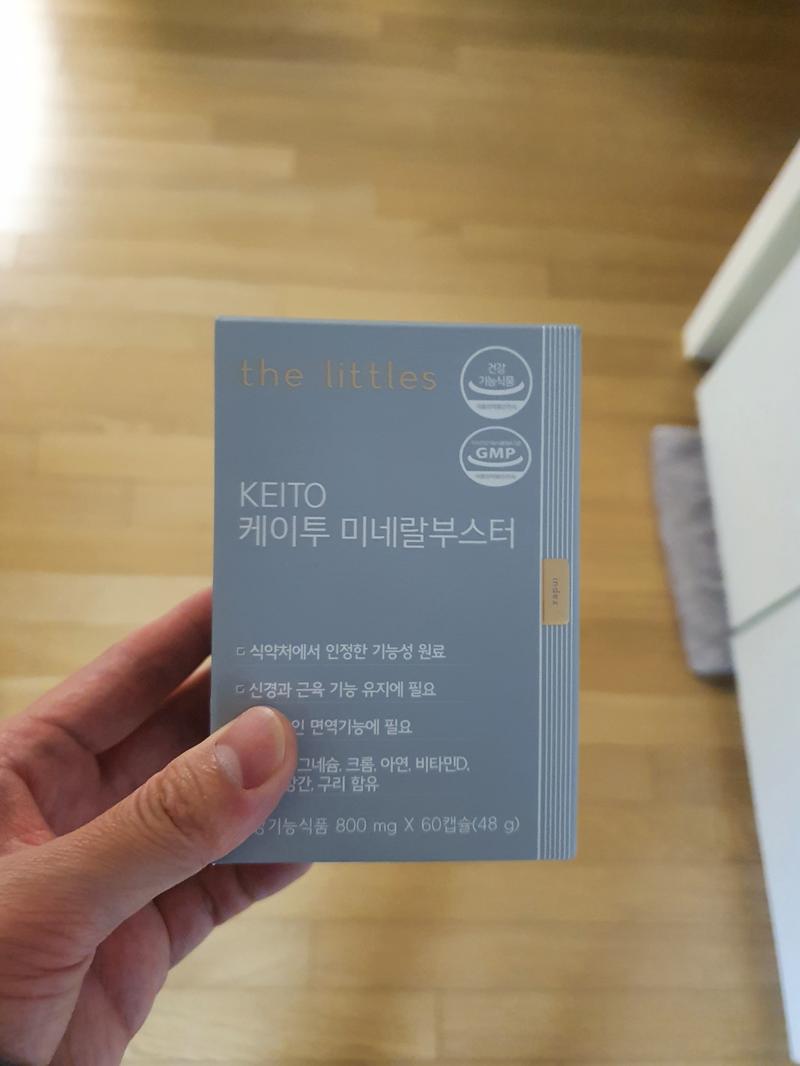 the littles
건강
기능식품
GMP
KEITO
케이투 미네랄부스터
식약처에서 인정한 기능성 원료
신경과 근육 기능 유지에 필요
인 면역기능에 필요
그네슘, 크롬, 아연, 비타민D,
망간, 구리 함유
기능식품 800 mg X 60캡슐(48 g)